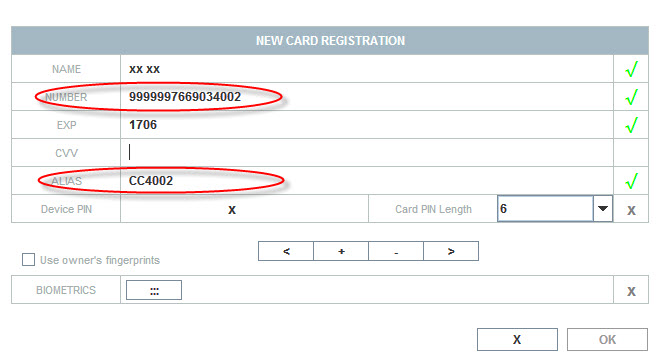 NEW CARD REGISTRATION
NAME xx xx √
NUMBER 9999997669034002 √
EXP 1706 √
CVV
ALIAS CC4002 √
Device PIN X Card PIN Length 6 X
Use owner's fingerprints < + - >
BIOMETRICS ::: X
X OK